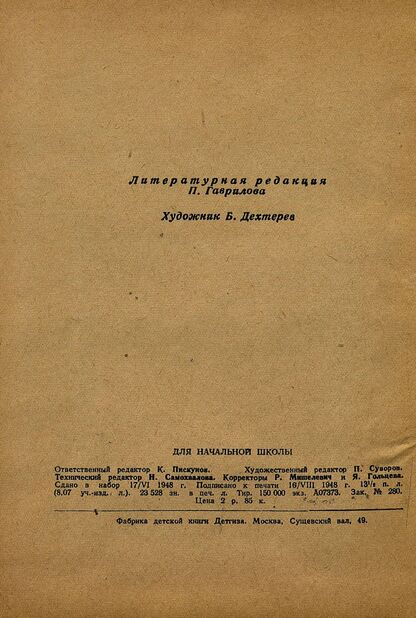 Литературная редакция
П. Гаврилова
Художник Б. Дехтерев
ДЛЯ НАЧАЛЬНОЙ ШКОЛЫ
Ответственный редактор К. Пискунов. Художественный редактор П. Суворов.
Технический редактор Н. Самохвалова. Корректоры Р. Мишелевич и Я. Гольцева.
Сдано в набор 17/VI 1948 г. Подписано к печати 16/VIII 1948 г. 13½ п. л.
(8,07 уч.-изд. л.). 23 528 зн. в печ. л. Тир. 150 000 экз. А07373. Зак. № 280.
Цена 2 р. 85 к.
Фабрика детской книги Детгиза. Москва, Сущевский вал, 49.